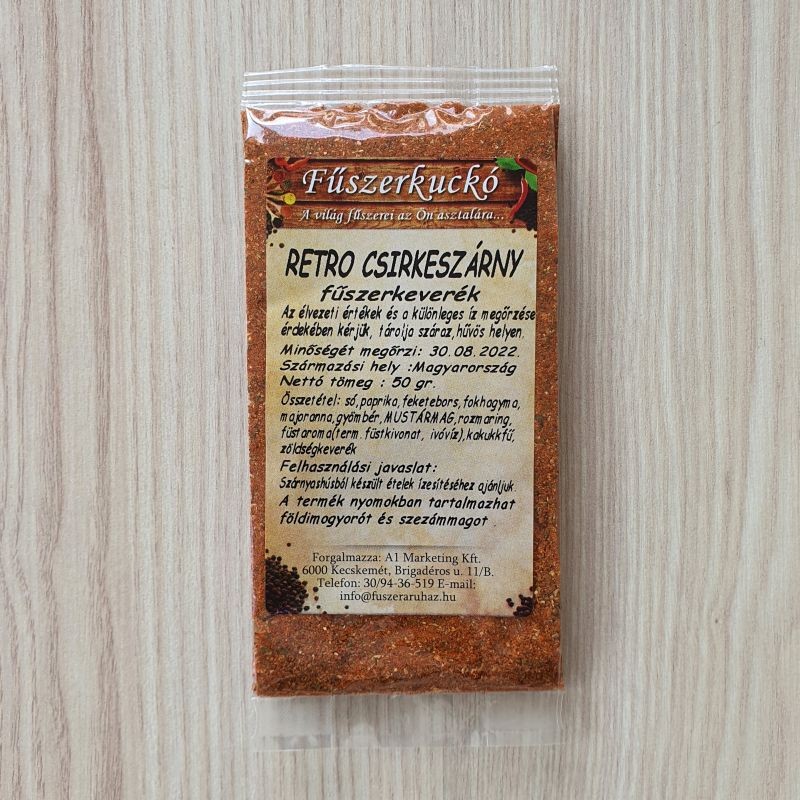 Fűszerkuckó
A világ fűszerei az Ön asztalára...
RETRO CSIRKESZÁRNY
fűszerkeverék
Az élvezeti értékek és a különleges íz megőrzése
érdekében kérjük, tárolja száraz,hűvös helyen.
Minőségét megőrzi: 30.08.2022.
Származási hely :Magyarország
Nettó tömeg : 50 gr.
Összetétel: só,paprika,feketebors,fokhagyma,
majoranna,gyömbér,MUSTÁRMAG,rozmaring,
füstaroma(term.füstkivonat, ivóvíz),kakukkfű,
zöldségkeverék
Felhasználási javaslat:
Szárnyashúsból készült ételek ízesítéséhez ajánljuk.
A termék nyomokban tartalmazhat
földimogyorót és szezámmagot .
Forgalmazza: A1 Marketing Kft.
6000 Kecskemét, Brigadéros u. 11/B.
Telefon: 30/94-36-519 E-mail:
info@fuszeraruhaz.hu